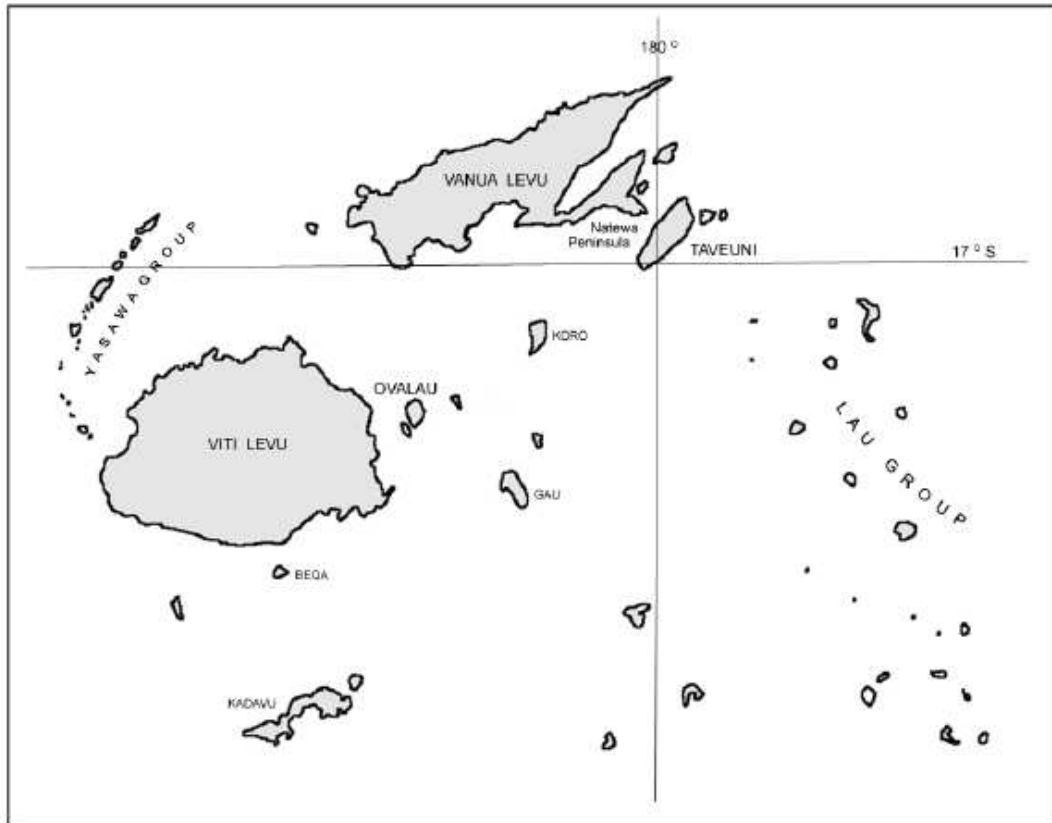 180 °
VANUA LEVU
Natewa
Peninsula
TAVEUNI
17 ° S
YASAWA GROUP
KORO
OVALAU
LAU GROUP
VITI LEVU
GAU
BEQA
KADAVU